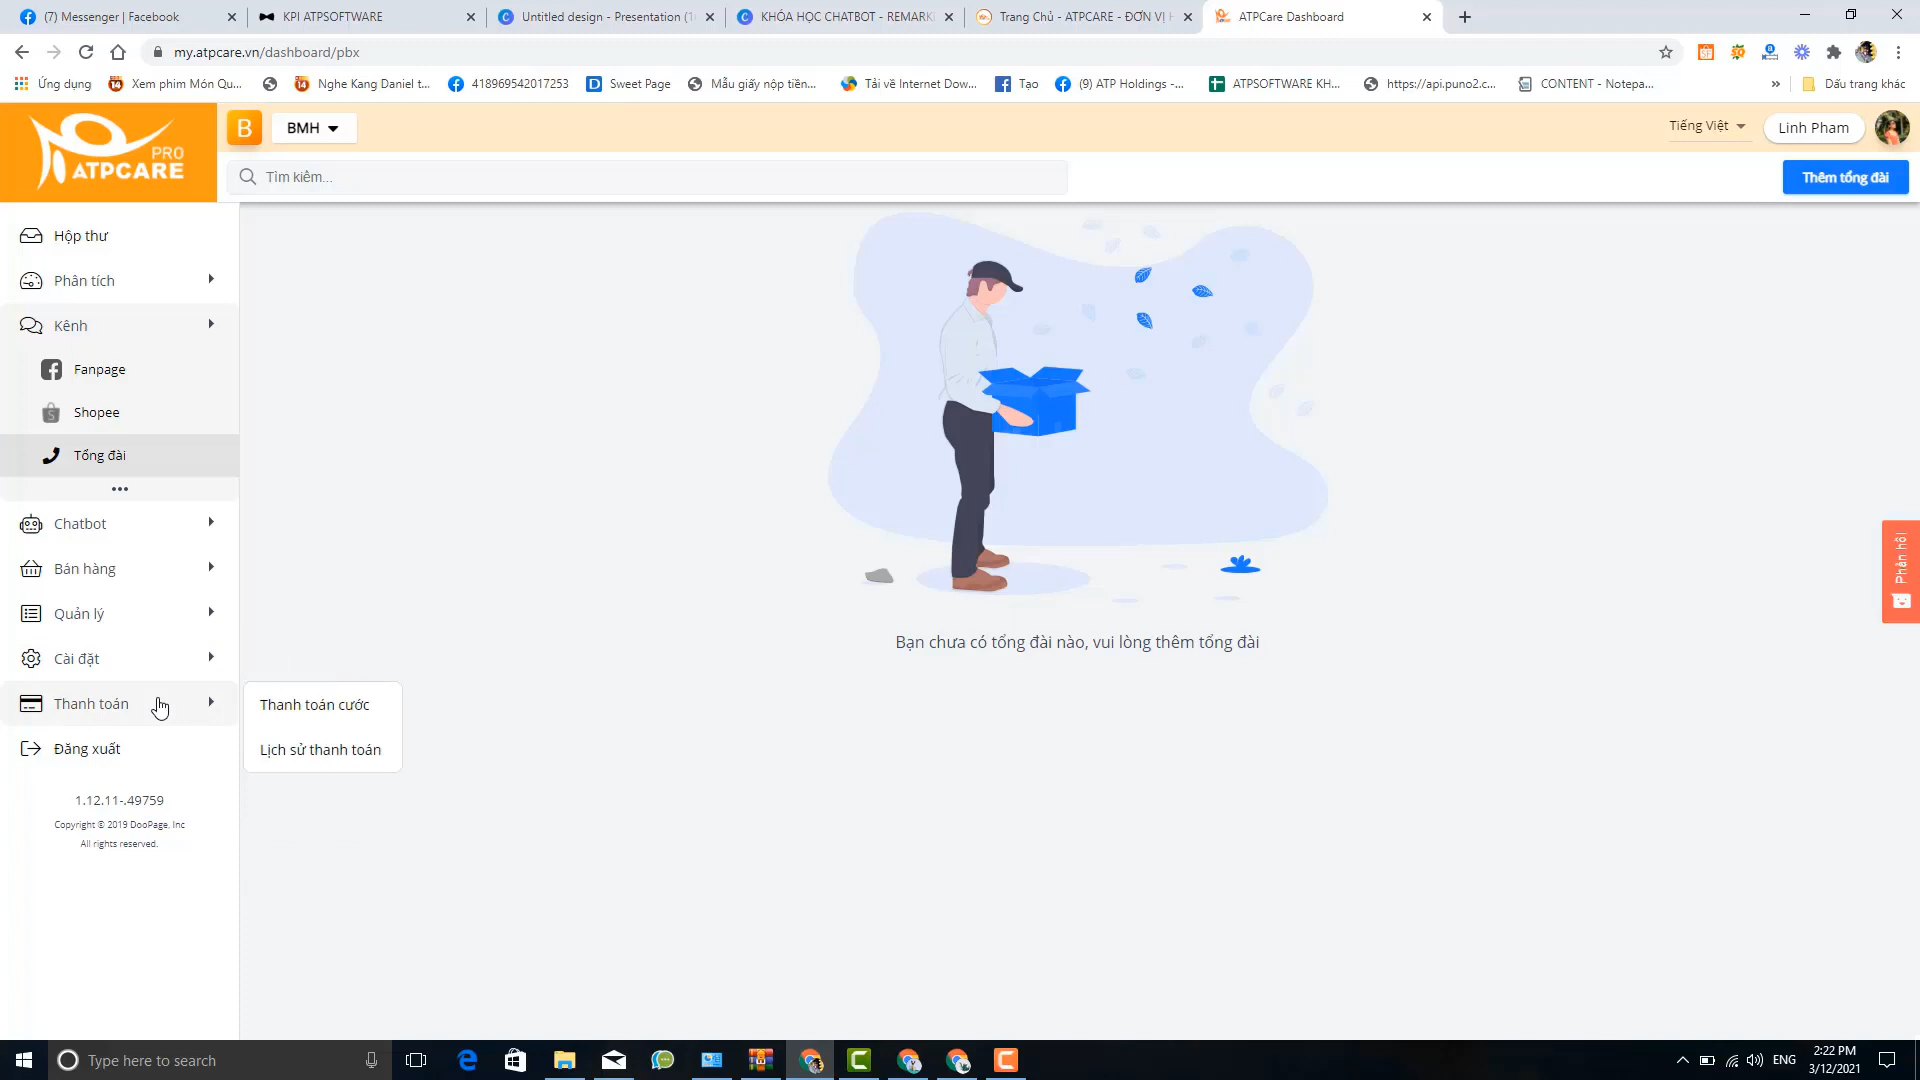 (7) Messenger | Facebook
KPI ATPSOFTWARE
Untitled design - Presentation (1
KHÓA HỌC CHATBOT - REMARK
Trang Chủ - ATPCARE - ĐƠN VỊ H
ATPCare Dashboard
my.atpcare.vn/dashboard/pbx
Ứng dụng
Xem phim Món Qu...
Nghe Kang Daniel t...
418969542017253
Sweet Page
Mẫu giấy nộp tiền...
Tải về Internet Dow...
Tạo
(9) ATP Holdings -...
ATPSOFTWARE KH...
https://api.puno2.c...
CONTENT - Notepa...
»
Dấu trang khác
PRO
ATPCARE
B
BMH
Tiếng Việt
Linh Pham
Tìm kiếm...
Thêm tổng đài
Hộp thư
Phân tích
Kênh
Fanpage
Shopee
Tổng đài
•••
Chatbot
Bán hàng
Quản lý
Cài đặt
Thanh toán
Đăng xuất
Thanh toán cước
Lịch sử thanh toán
Bạn chưa có tổng đài nào, vui lòng thêm tổng đài
Phản hồi
1.12.11-.49759
Copyright © 2019 DooPage, Inc
All rights reserved.
Type here to search
ENG
2:22 PM
3/12/2021